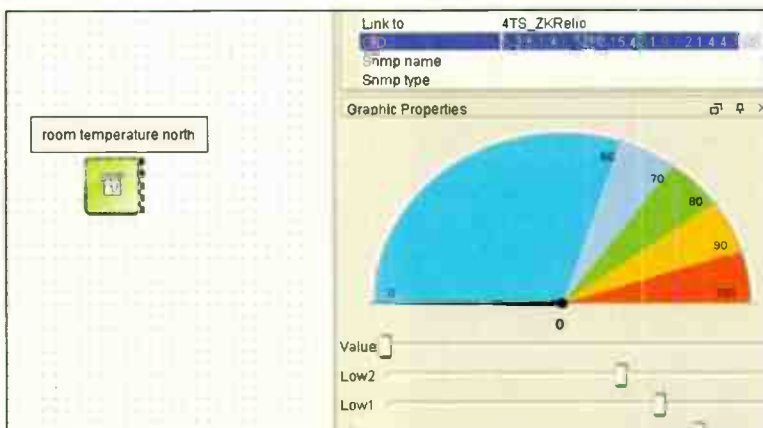 room temperature north
Link to 4TS_ZKRelio
Snmp name
Snmp type
Graphic Properties
0
60
70
80
90
100
0
Value
Low2
Low1